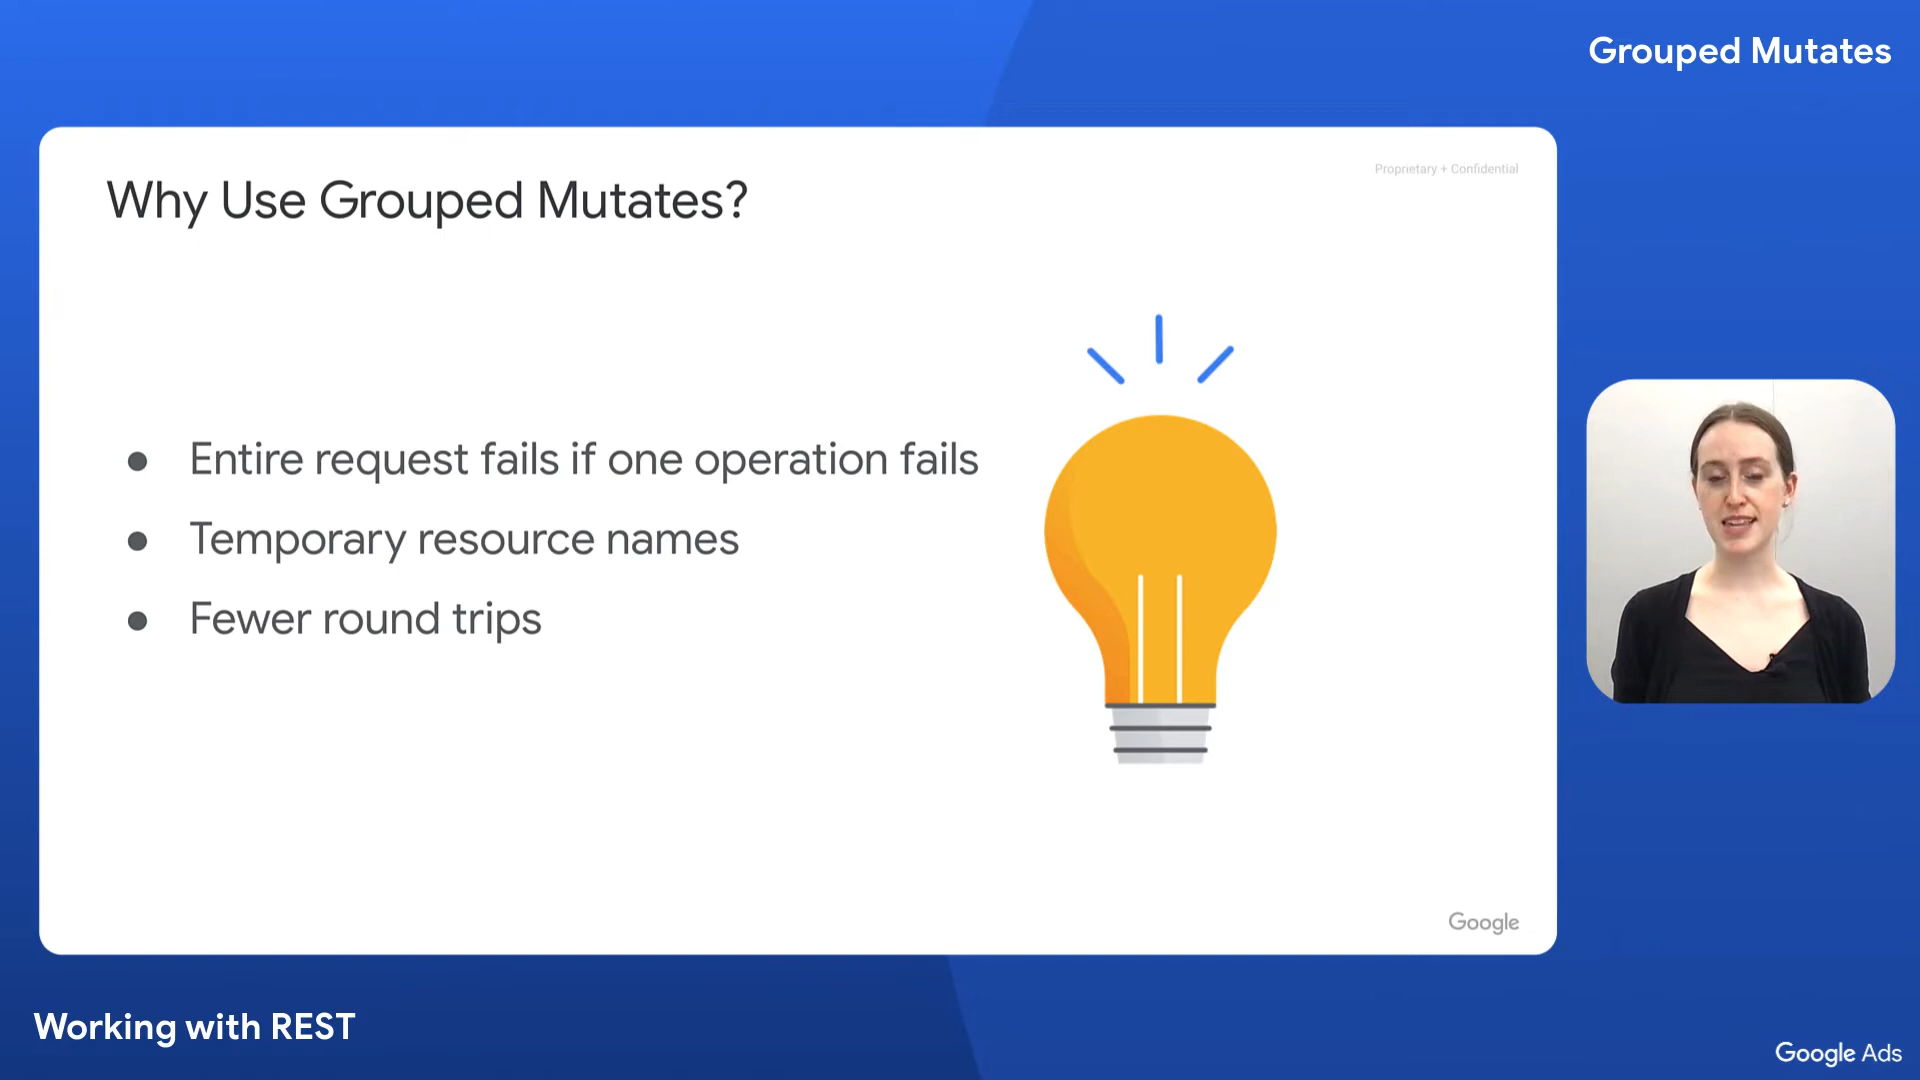 Grouped Mutates
Proprietary + Confidential
Why Use Grouped Mutates?
● Entire request fails if one operation fails
● Temporary resource names
● Fewer round trips
Google
Working with REST
Google Ads